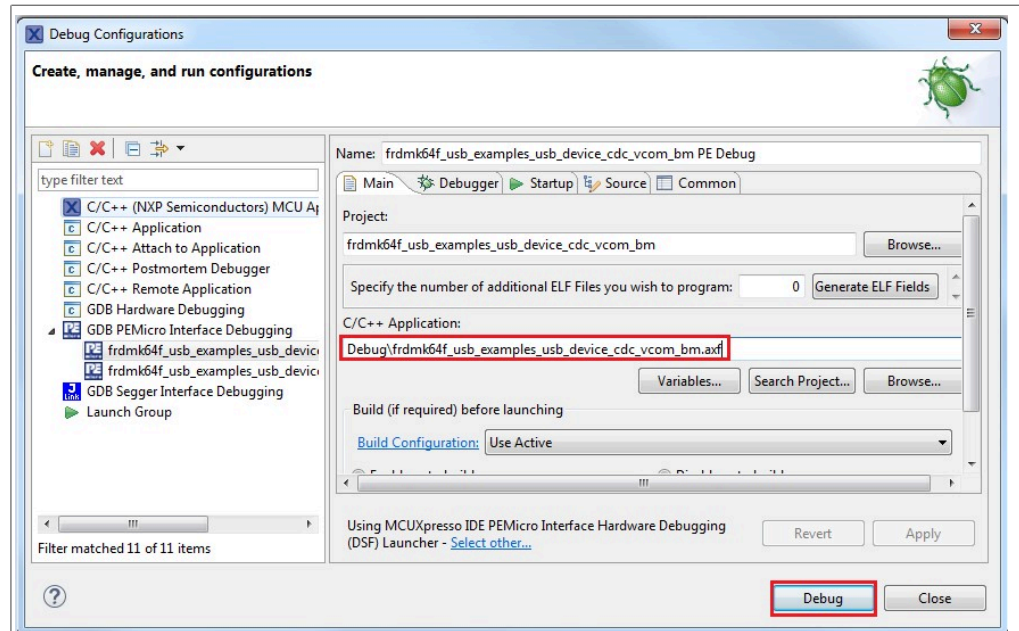 Debug Configurations
Create, manage, and run configurations
type filter text
C/C++ (NXP Semiconductors) MCU Ap
C/C++ Application
C/C++ Attach to Application
C/C++ Postmortem Debugger
C/C++ Remote Application
GDB Hardware Debugging
GDB PEMicro Interface Debugging
frdmk64f_usb_examples_usb_device
frdmk64f_usb_examples_usb_device
GDB Segger Interface Debugging
Launch Group
Filter matched 11 of 11 items
Name: frdmk64f_usb_examples_usb_device_cdc_vcom_bm PE Debug
Main Debugger Startup Source Common
Project:
frdmk64f_usb_examples_usb_device_cdc_vcom_bm Browse...
Specify the number of additional ELF Files you wish to program: 0 Generate ELF Fields
C/C++ Application:
Debug\frdmk64f_usb_examples_usb_device_cdc_vcom_bm.axf
Variables... Search Project... Browse...
Build (if required) before launching
Build Configuration: Use Active
Using MCUXpresso IDE PEMicro Interface Hardware Debugging
(DSF) Launcher - Select other...
Revert Apply
Debug Close